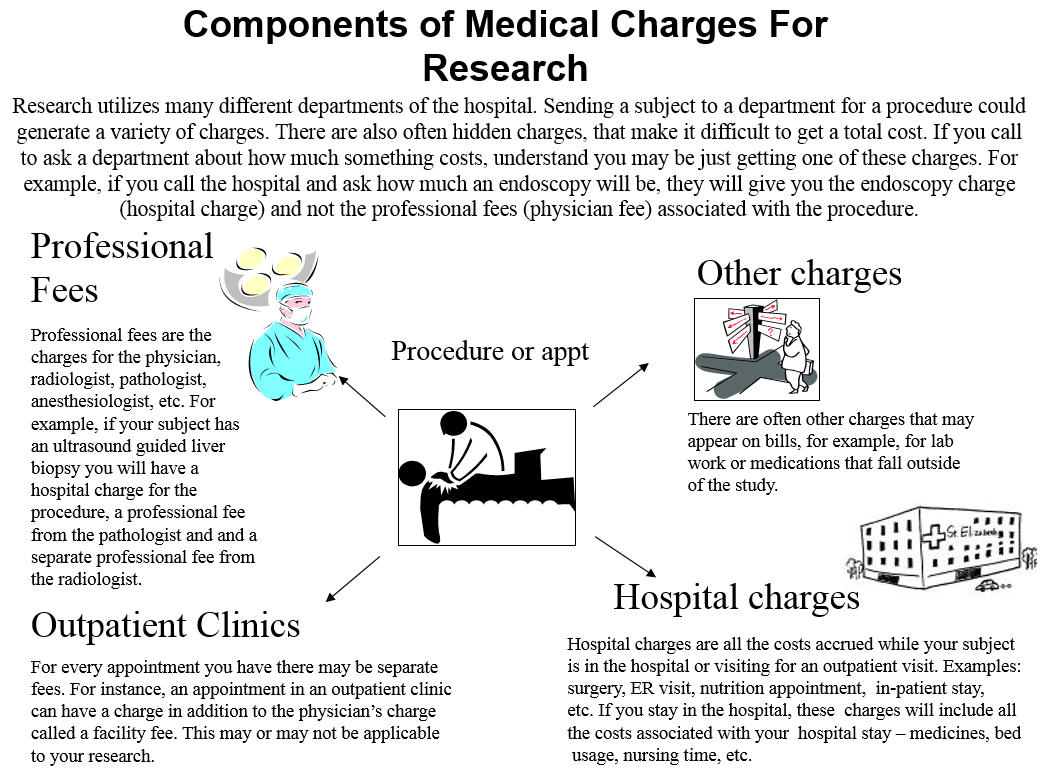 Components of Medical Charges For
Research
Research utilizes many different departments of the hospital. Sending a subject to a department for a procedure could
generate a variety of charges. There are also often hidden charges, that make it difficult to get a total cost. If you call
to ask a department about how much something costs, understand you may be just getting one of these charges. For
example, if you call the hospital and ask how much an endoscopy will be, they will give you the endoscopy charge
(hospital charge) and not the professional fees (physician fee) associated with the procedure.
Professional
Fees
Professional fees are the
charges for the physician,
radiologist, pathologist,
anesthesiologist, etc. For
example, if your subject has
an ultrasound guided liver
biopsy you will have a
hospital charge for the
procedure, a professional fee
from the pathologist and and a
separate professional fee from
the radiologist.
Procedure or appt
Other charges
?
There are often other charges that may
appear on bills, for example, for lab
work or medications that fall outside
of the study.
St. Elizabeth
Outpatient Clinics
For every appointment you have there may be separate
fees. For instance, an appointment in an outpatient clinic
can have a charge in addition to the physician's charge
called a facility fee. This may or may not be applicable
to your research.
Hospital charges
Hospital charges are all the costs accrued while your subject
is in the hospital or visiting for an outpatient visit. Examples:
surgery, ER visit, nutrition appointment,  in-patient stay,
etc. If you stay in the hospital, these  charges will include all
the costs associated with your  hospital stay – medicines, bed
usage, nursing time, etc.